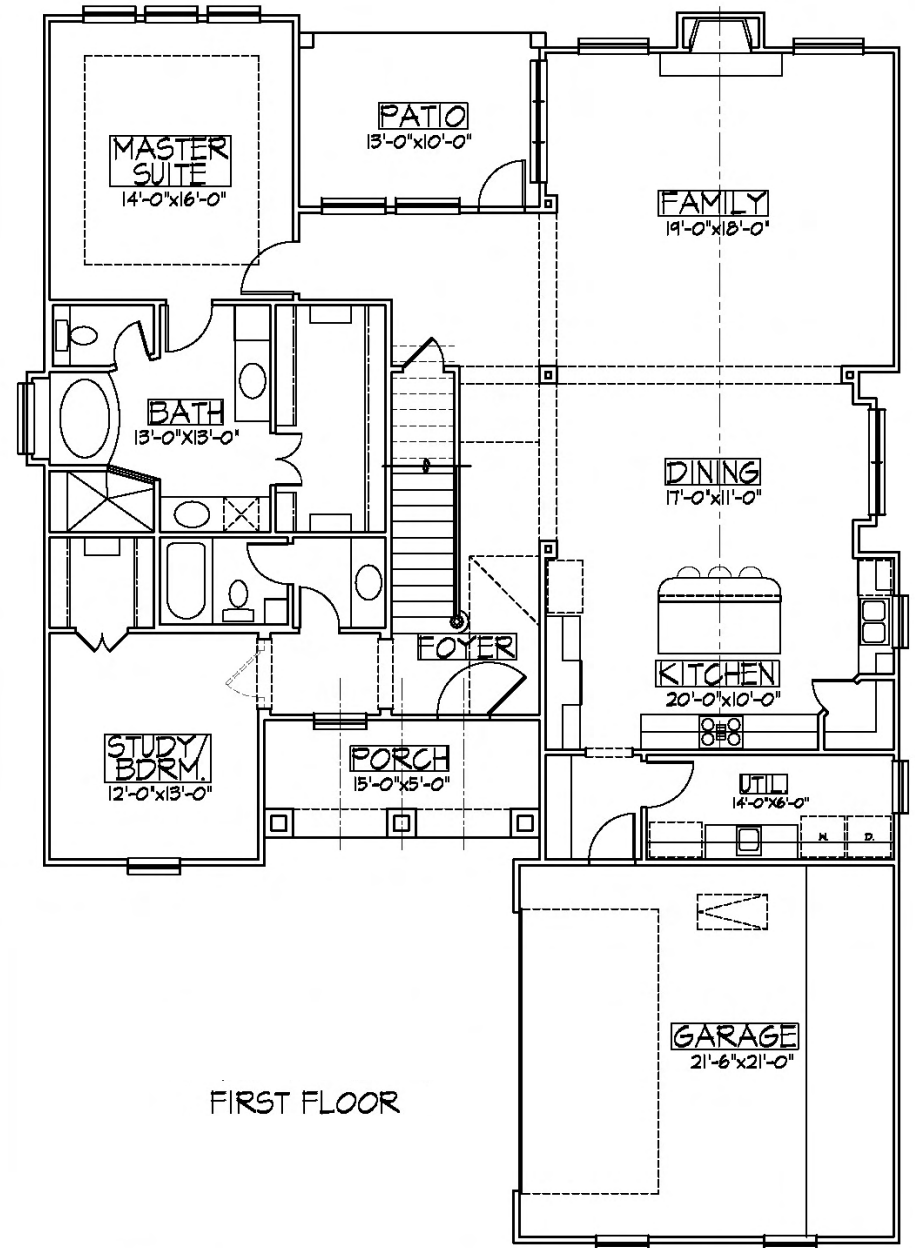 PATIO
13'-0"x10'-0"
MASTER
SUITE
14'-0"x16'-0"
FAMILY
19'-0"x18'-0"
BATH
13'-0"X13'-0"
DINING
17'-0"x11'-0"
FOYER
KITCHEN
20'-0"x10'-0"
STUDY/
BDRM.
12'-0"x13'-0"
PORCH
15'-0"x5'-0"
UTIL.
14'-0"X6'-0"
W. D.
GARAGE
21'-6"x21'-0"
FIRST FLOOR